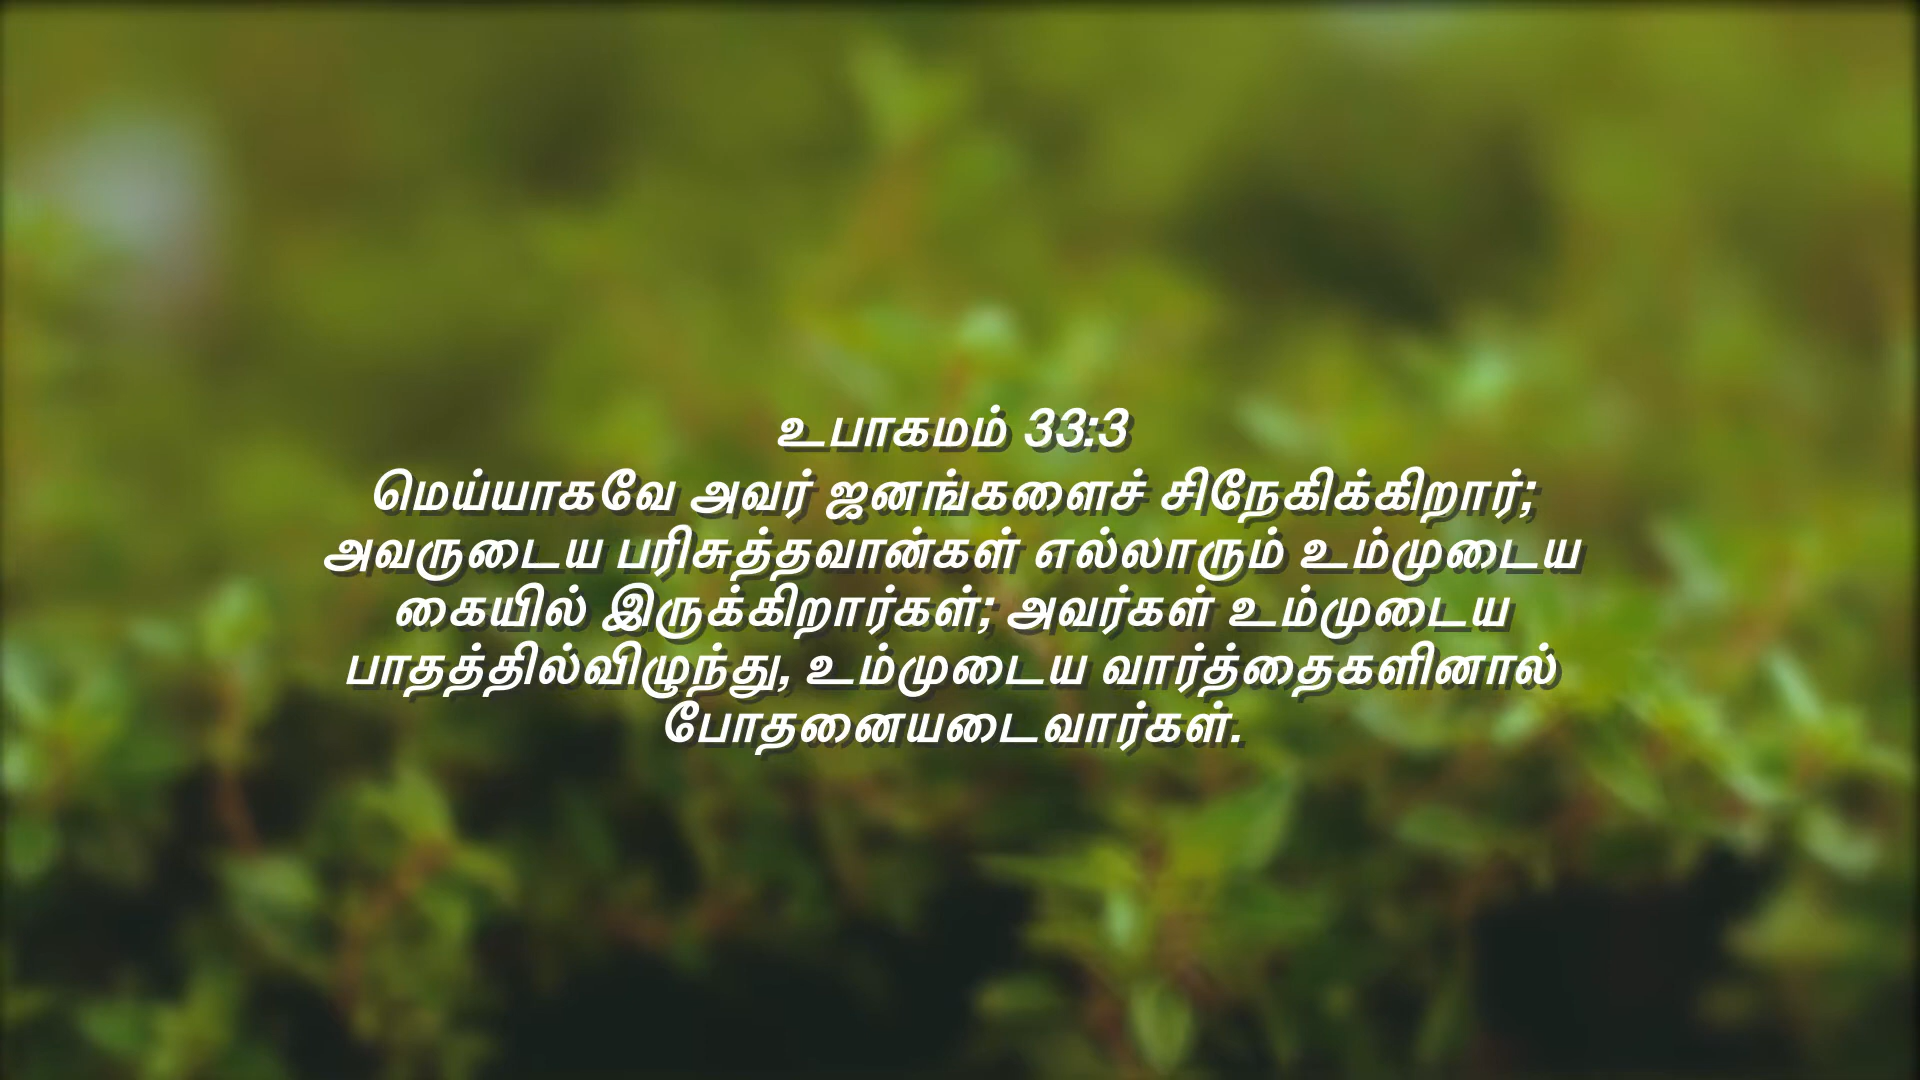 உபாகமம் 33:3
மெய்யாகவே அவர் ஜனங்களைச் சிநேகிக்கிறார்;
அவருடைய பரிசுத்தவான்கள் எல்லாரும் உம்முடைய
கையில் இருக்கிறார்கள்; அவர்கள் உம்முடைய
பாதத்தில்விழுந்து, உம்முடைய வார்த்தைகளினால்
போதனையடைவார்கள்.